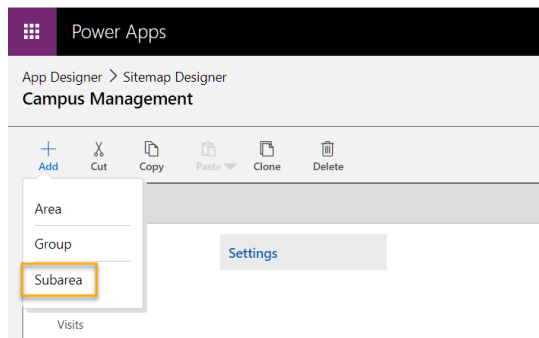 Power Apps
App Designer > Sitemap Designer
Campus Management
Add Cut Copy Paste Clone Delete
Area
Group
Settings
Subarea
Visits